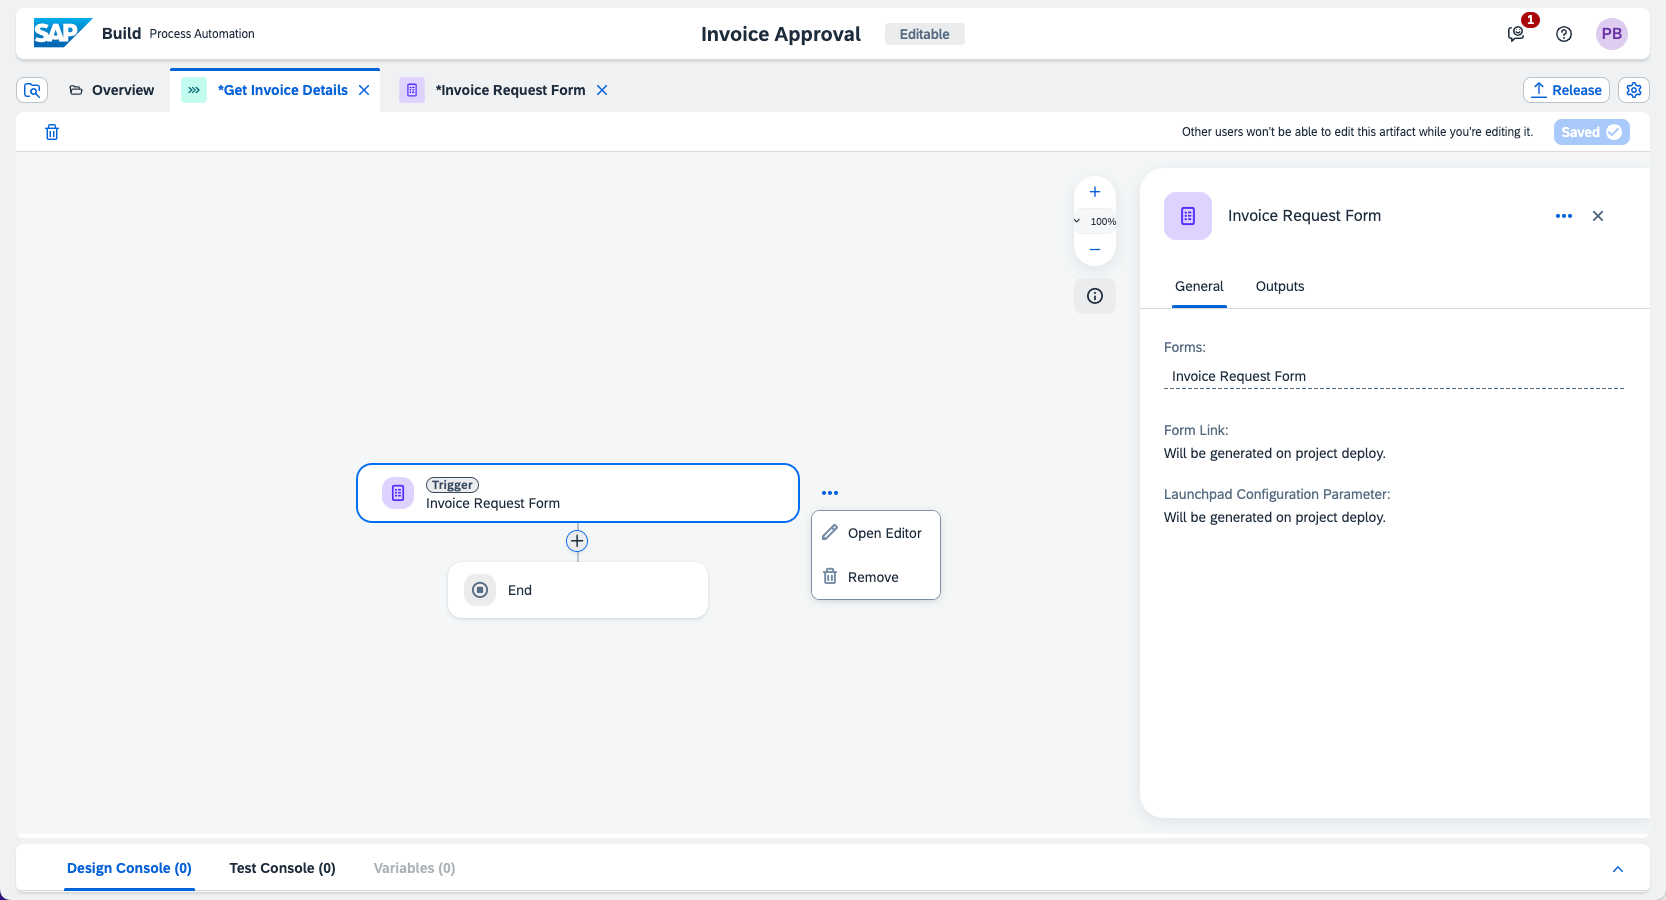 SAP Build Process Automation
Invoice Approval
Editable
1
PB
Overview
*Get Invoice Details
*Invoice Request Form
Release
Other users won't be able to edit this artifact while you're editing it.
Saved
100%
Invoice Request Form
General
Outputs
Forms:
Invoice Request Form
Form Link:
Will be generated on project deploy.
Launchpad Configuration Parameter:
Will be generated on project deploy.
Trigger
Invoice Request Form
Open Editor
Remove
End
Design Console (0)
Test Console (0)
Variables (0)